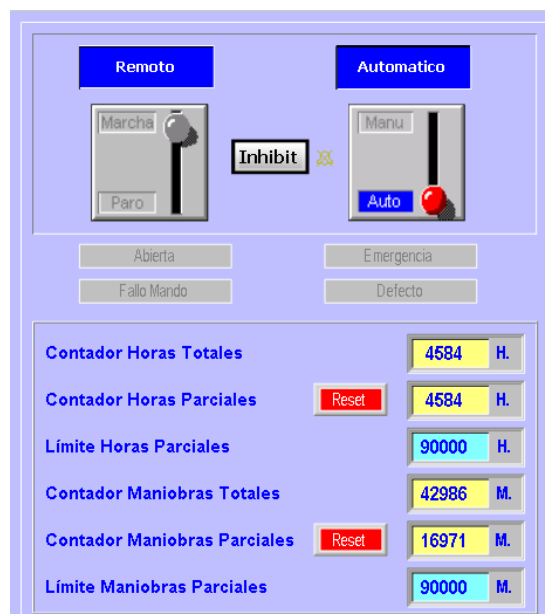 Remoto Automatico
Marcha Manu
Inhibit
Paro Auto
Abierta Emergencia
Fallo Mando Defecto
Contador Horas Totales 4584 H.
Contador Horas Parciales Reset 4584 H.
Límite Horas Parciales 90000 H.
Contador Maniobras Totales 42986 M.
Contador Maniobras Parciales Reset 16971 M.
Límite Maniobras Parciales 90000 M.